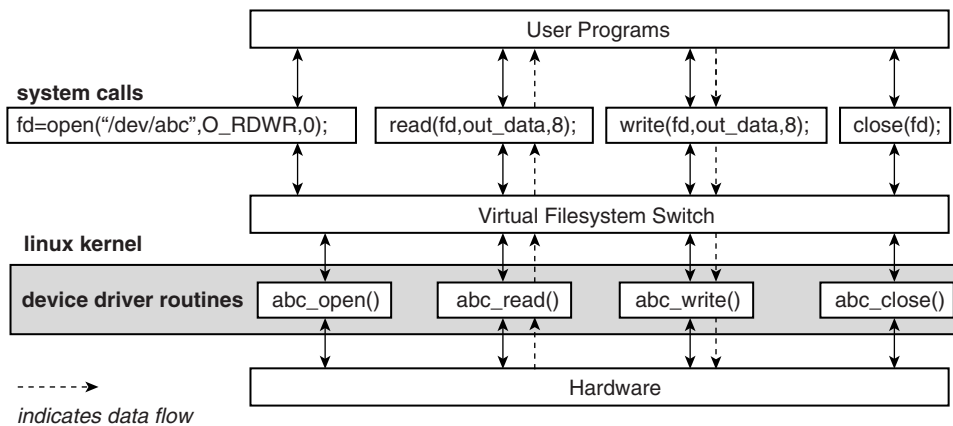 User Programs
system calls
fd=open(“/dev/abc”,O_RDWR,0);
read(fd,out_data,8);
write(fd,out_data,8);
close(fd);
Virtual Filesystem Switch
linux kernel
device driver routines
abc_open()
abc_read()
abc_write()
abc_close()
Hardware
indicates data flow